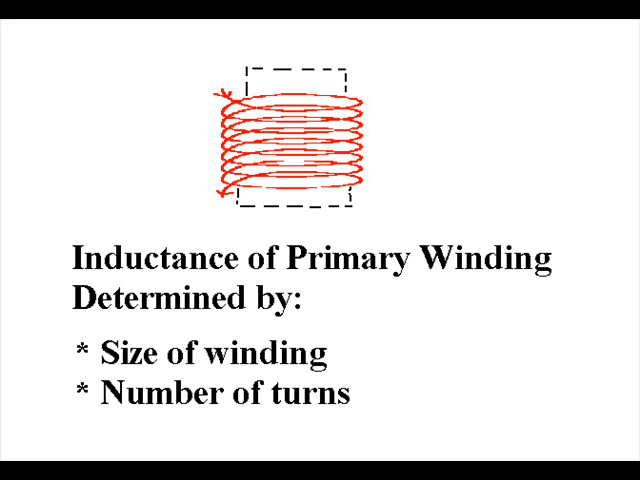 Inductance of Primary Winding
Determined by:
* Size of winding
* Number of turns